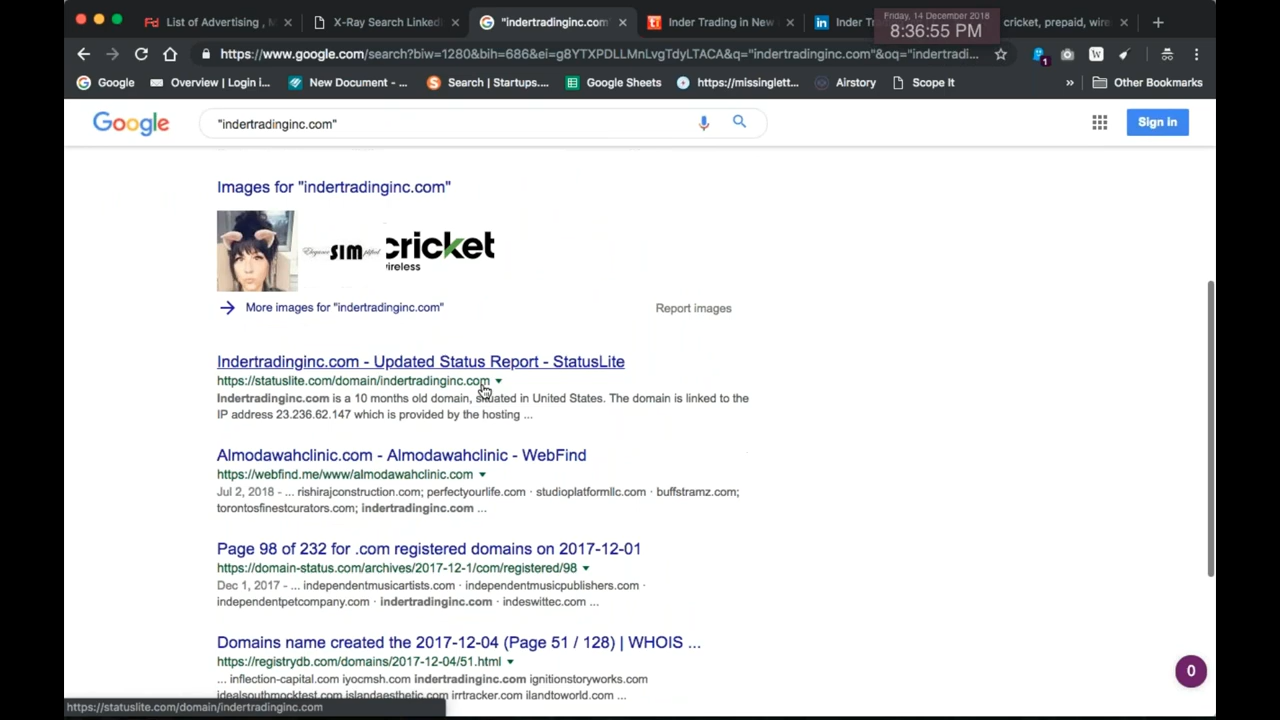 List of Advertising , M
X-Ray Search LinkedI
"indertradinginc.com"
Inder Trading in New
Inder Tr
Friday, 14 December 2018
8:36:55 PM
cricket, prepaid, wire
https://www.google.com/search?biw=1280&bih=686&ei=g8YTXPDLLMnLvgTdyLTACA&q="indertradinginc.com"&oq="indertradi...
1
W
Google
Overview | Login i...
New Document - ...
Search | Startups...
Google Sheets
https://missinglett...
Airstory
Scope It
»
Other Bookmarks
Google
"indertradinginc.com"
Sign in
Images for "indertradinginc.com"
SIM
cricket
wireless
More images for "indertradinginc.com"
Report images
Indertradinginc.com - Updated Status Report - StatusLite
https://statuslite.com/domain/indertradinginc.com
Indertradinginc.com is a 10 months old domain, situated in United States. The domain is linked to the
IP address 23.236.62.147 which is provided by the hosting ...
Almodawahclinic.com - Almodawahclinic - WebFind
https://webfind.me/www/almodawahclinic.com
Jul 2, 2018 - ... rishirajconstruction.com; perfectyourlife.com · studioplatformllc.com · buffstramz.com;
torontosfinestcurators.com; indertradinginc.com ...
Page 98 of 232 for .com registered domains on 2017-12-01
https://domain-status.com/archives/2017-12-1/com/registered/98
Dec 1, 2017 - ... independentmusicartists.com · independentmusicpublishers.com ·
independentpetcompany.com · indertradinginc.com · indeswittec.com ...
Domains name created the 2017-12-04 (Page 51 / 128) | WHOIS ...
https://registrydb.com/domains/2017-12-04/51.html
... inflection-capital.com iyocmsh.com indertradinginc.com ignitionstoryworks.com
idealsouthmocktest.com islandaesthetic.com irrtracker.com ilandtoworld.com ...
0
https://statuslite.com/domain/indertradinginc.com